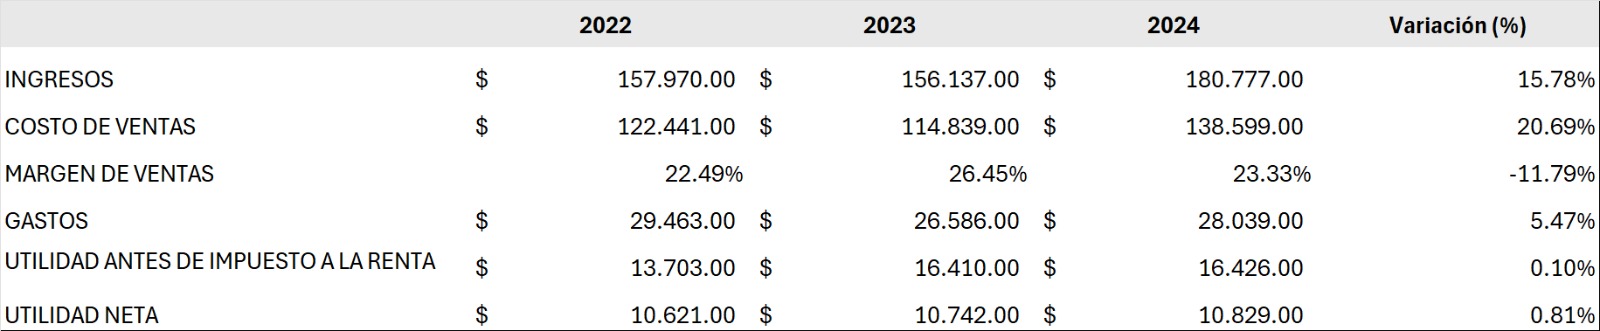 2022 2023 2024 Variación (%)
INGRESOS $ 157.970.00 $ 156.137.00 $ 180.777.00 15.78%
COSTO DE VENTAS $ 122.441.00 $ 114.839.00 $ 138.599.00 20.69%
MARGEN DE VENTAS 22.49% 26.45% 23.33% -11.79%
GASTOS $ 29.463.00 $ 26.586.00 $ 28.039.00 5.47%
UTILIDAD ANTES DE IMPUESTO A LA RENTA $ 13.703.00 $ 16.410.00 $ 16.426.00 0.10%
UTILIDAD NETA $ 10.621.00 $ 10.742.00 $ 10.829.00 0.81%